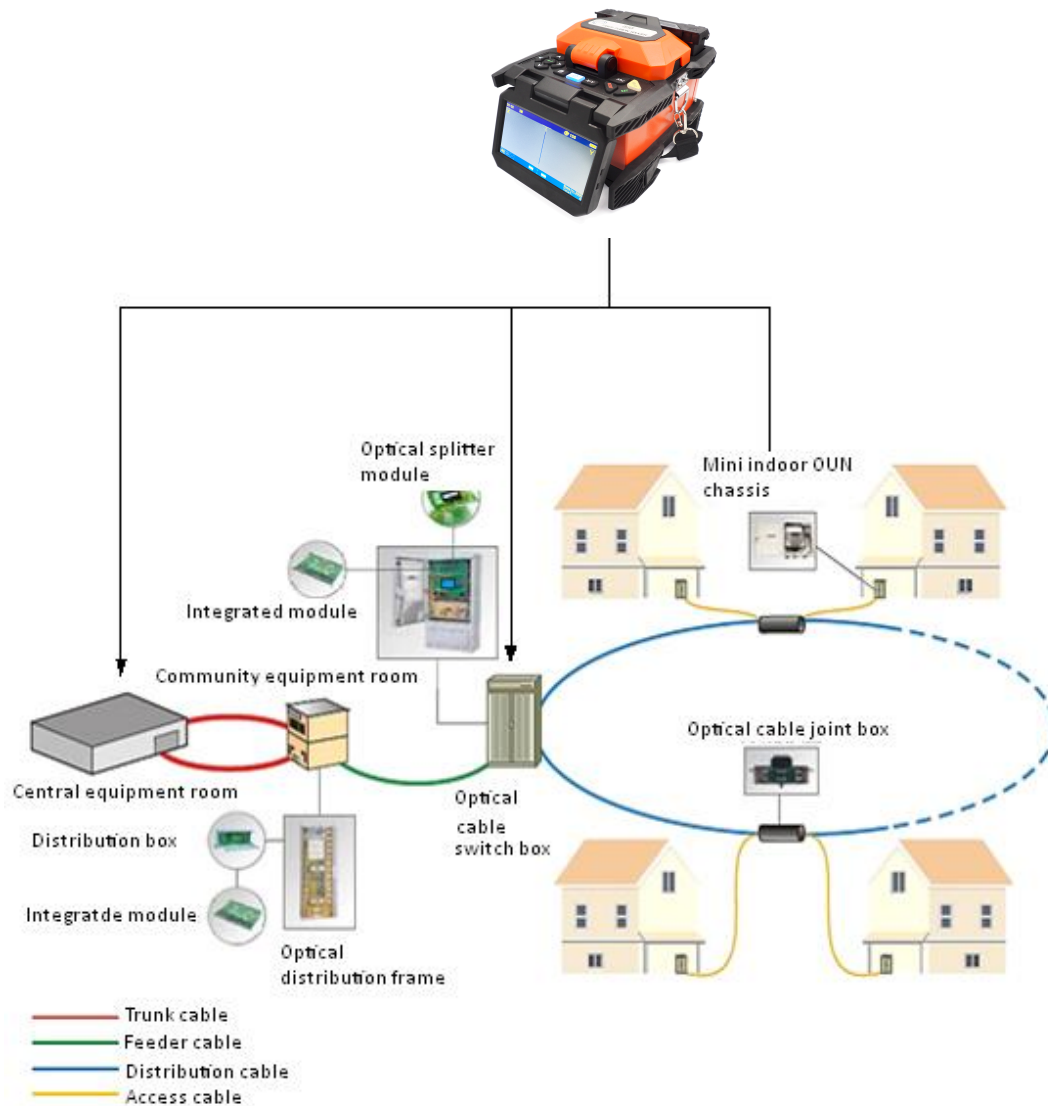 Optical splitter
module
Mini indoor OUN
chassis
Integrated module
Community equipment room
Optical cable joint box
Central equipment room
Optical
cable
switch box
Distribution box
Integratde module
Optical
distribution frame
Trunk cable
Feeder cable
Distribution cable
Access cable